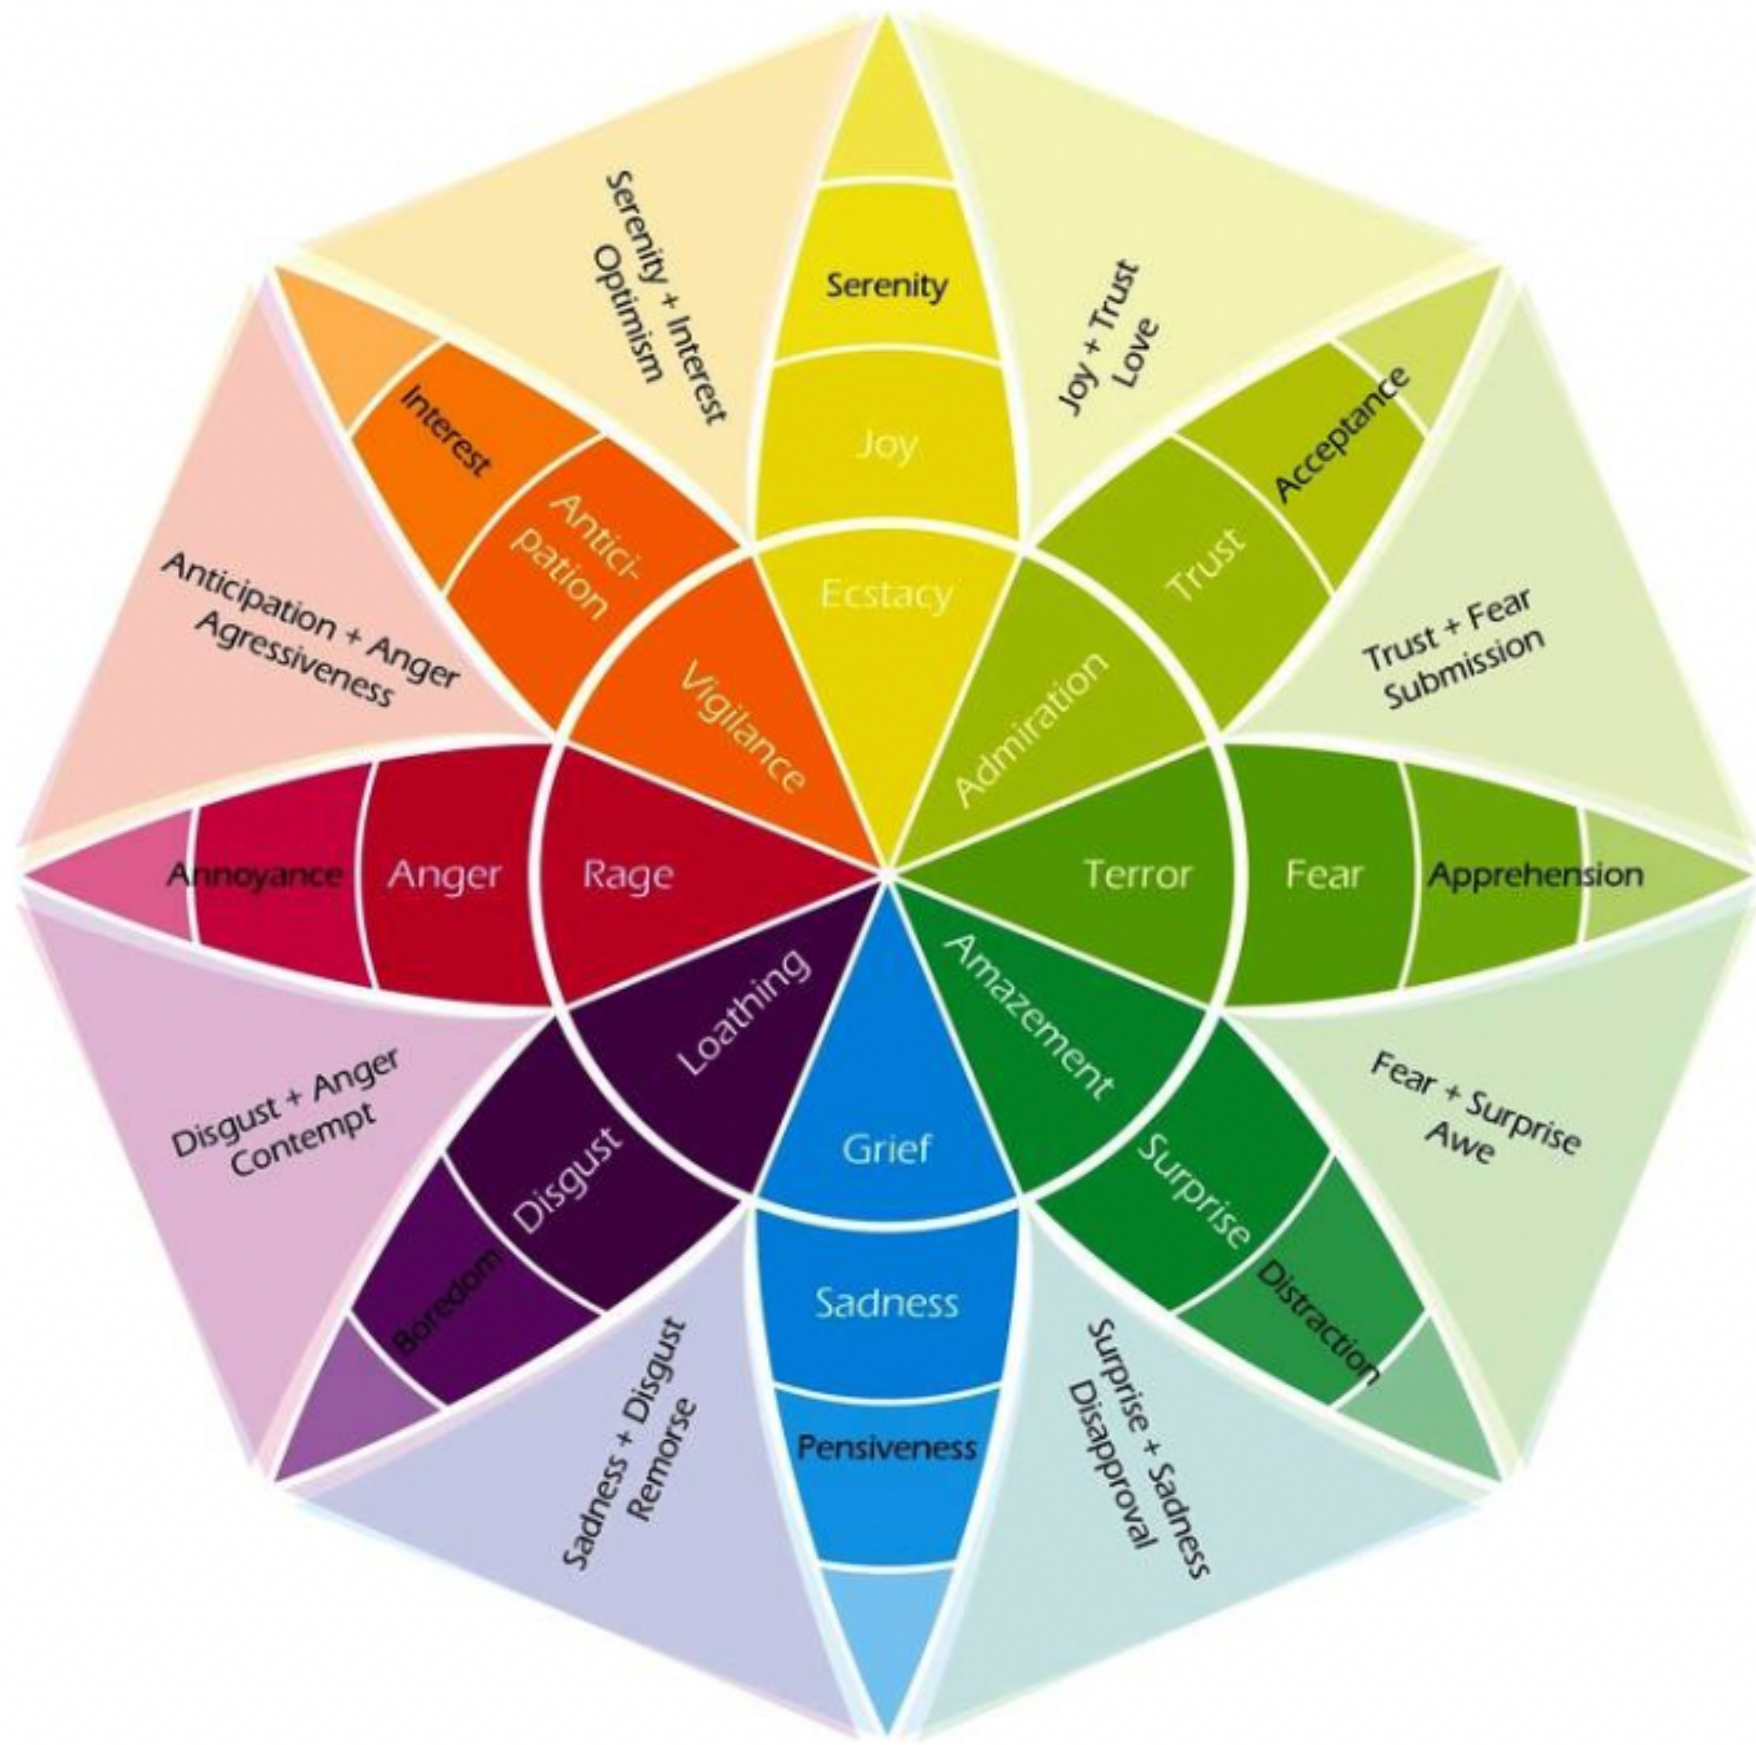 Serenity + Interest
Optimism
Serenity
Joy
Ecstacy
Joy + Trust
Love
Acceptance
Trust
Admiration
Trust + Fear
Submission
Terror
Fear
Apprehension
Fear + Surprise
Awe
Amazement
Surprise
Distraction
Surprise + Sadness
Disapproval
Grief
Sadness
Pensiveness
Sadness + Disgust
Remorse
Loathing
Disgust
Boredom
Disgust + Anger
Contempt
Annoyance
Anger
Rage
Anticipation + Anger
Agressiveness
Interest
Antici-
pation
Vigilance